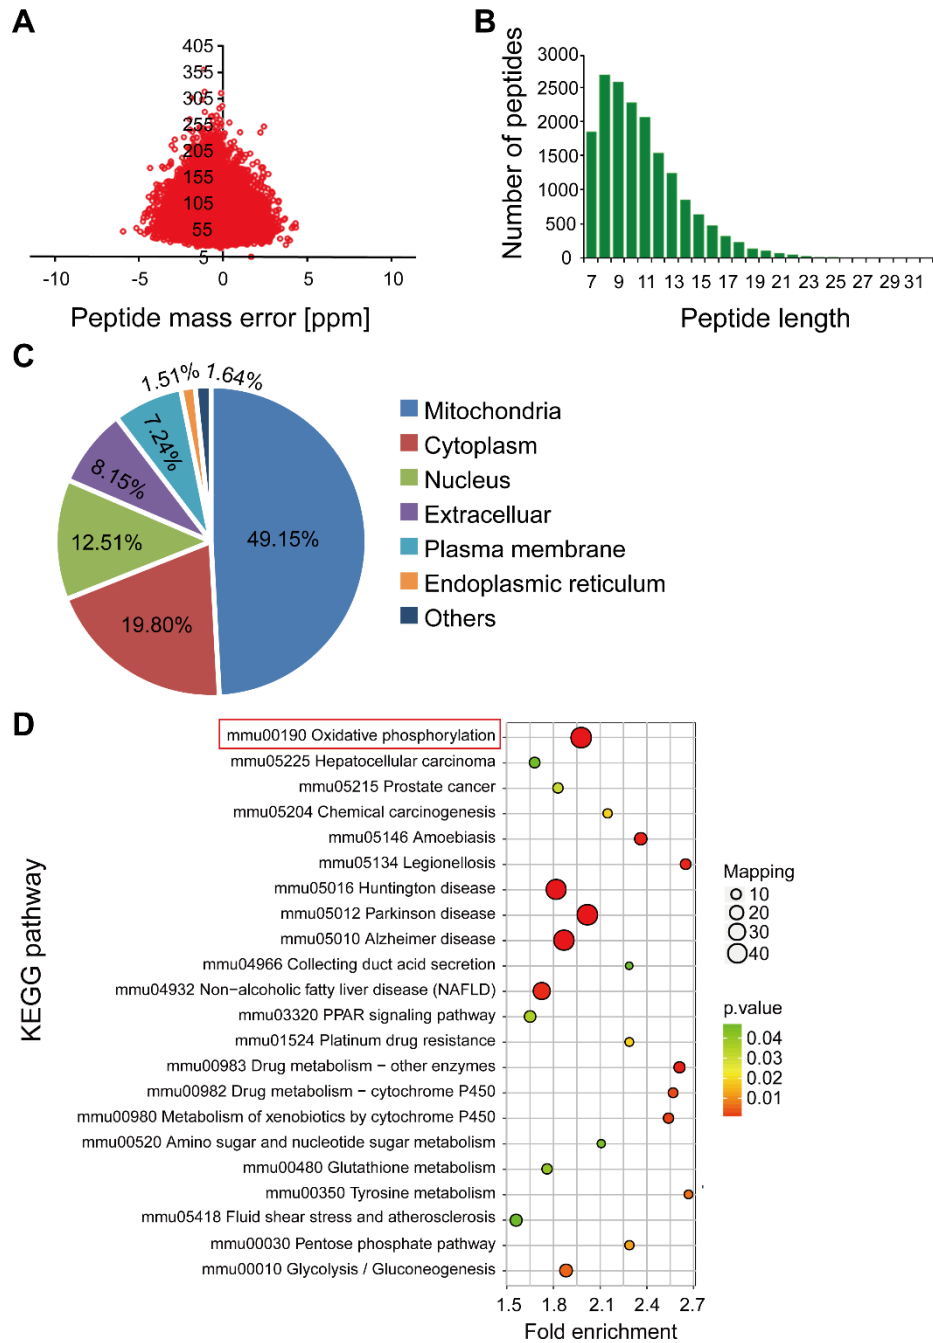 A
405
355
305
255
205
155
105
55
5
-10 -5 0 5 10
Peptide mass error [ppm]
B
Number of peptides
3000
2500
2000
1500
1000
500
0
7 9 11 13 15 17 19 21 23 25 27 29 31
Peptide length
C
1.51% 1.64%
7.24%
8.15%
12.51%
49.15%
19.80%
Mitochondria
Cytoplasm
Nucleus
Extracelluar
Plasma membrane
Endoplasmic reticulum
Others
D
KEGG pathway
mmu00190 Oxidative phosphorylation
mmu05225 Hepatocellular carcinoma
mmu05215 Prostate cancer
mmu05204 Chemical carcinogenesis
mmu05146 Amoebiasis
mmu05134 Legionellosis
mmu05016 Huntington disease
mmu05012 Parkinson disease
mmu05010 Alzheimer disease
mmu04966 Collecting duct acid secretion
mmu04932 Non−alcoholic fatty liver disease (NAFLD)
mmu03320 PPAR signaling pathway
mmu01524 Platinum drug resistance
mmu00983 Drug metabolism − other enzymes
mmu00982 Drug metabolism − cytochrome P450
mmu00980 Metabolism of xenobiotics by cytochrome P450
mmu00520 Amino sugar and nucleotide sugar metabolism
mmu00480 Glutathione metabolism
mmu00350 Tyrosine metabolism
mmu05418 Fluid shear stress and atherosclerosis
mmu00030 Pentose phosphate pathway
mmu00010 Glycolysis / Gluconeogenesis
1.5 1.8 2.1 2.4 2.7
Fold enrichment
Mapping
10
20
30
40
p.value
0.04
0.03
0.02
0.01